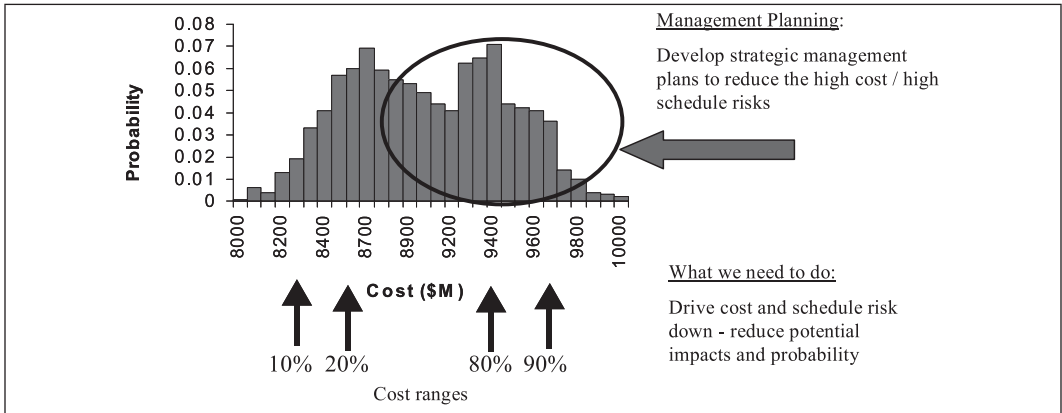 Management Planning:
Develop strategic management
plans to reduce the high cost / high
schedule risks
Probability
0.08
0.07
0.06
0.05
0.04
0.03
0.02
0.01
0
8000
8200
8400
8700
8900
9200
9400
9600
9800
10000
Cost ($M)
10% 20% 80% 90%
Cost ranges
What we need to do:
Drive cost and schedule risk
down - reduce potential
impacts and probability